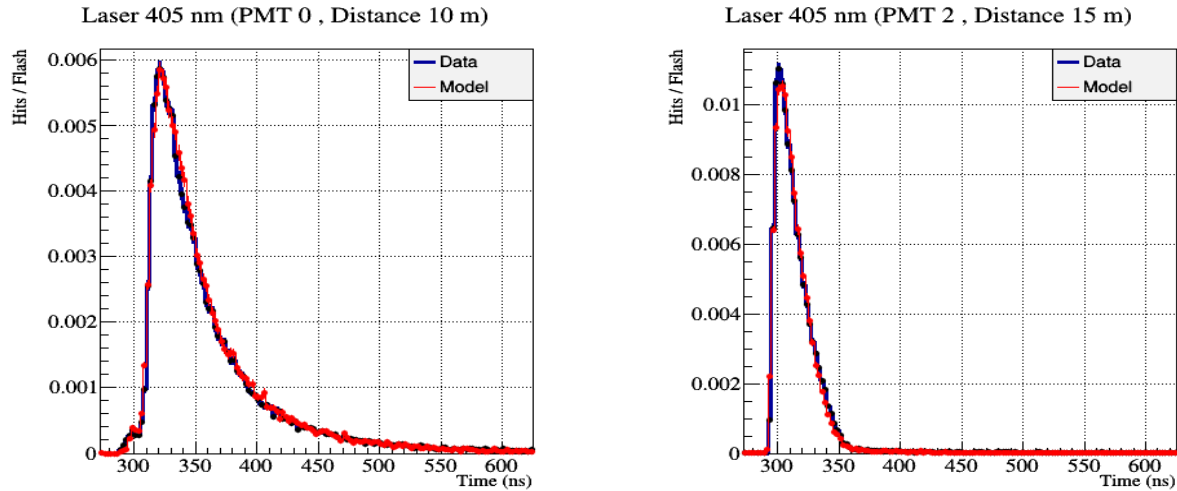 Laser 405 nm (PMT 0 , Distance 10 m)
Hits / Flash
0.006
0.005
0.004
0.003
0.002
0.001
0
300 350 400 450 500 550 600
Time (ns)
Data
Model
Laser 405 nm (PMT 2 , Distance 15 m)
Hits / Flash
0.01
0.008
0.006
0.004
0.002
0
300 350 400 450 500 550 600
Time (ns)
Data
Model